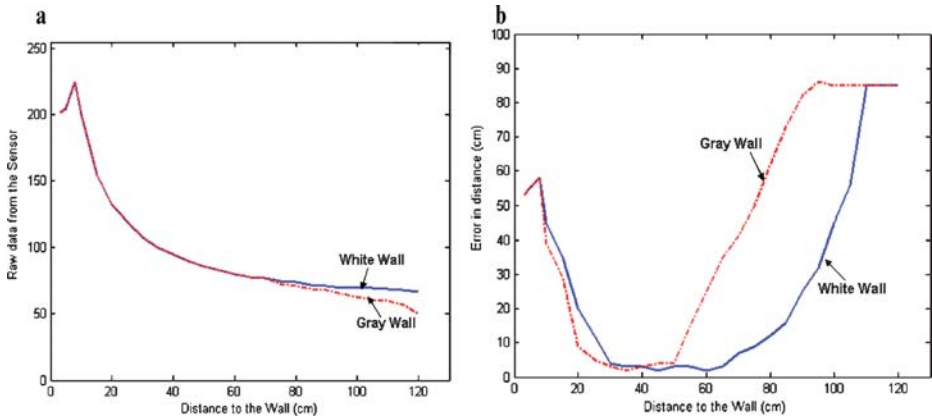 a
Raw data from the Sensor
250
200
150
100
50
0
White Wall
Gray Wall
0 20 40 60 80 100 120
Distance to the Wall (cm)
b
Error in distance (cm)
100
90
80
70
60
50
40
30
20
10
0
Gray Wall
White Wall
0 20 40 60 80 100 120
Distance to the Wall (cm)